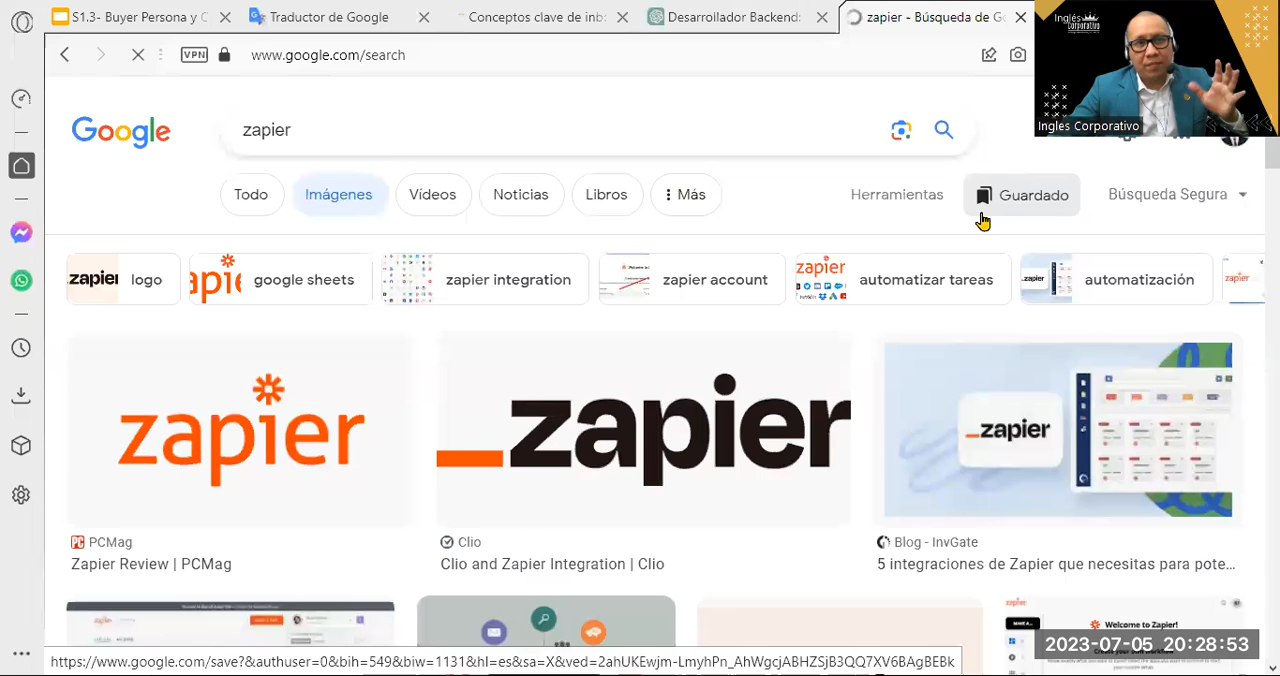 S1.3- Buyer Persona y C
Traductor de Google
Conceptos clave de inb
Desarrollador Backend:
zapier - Búsqueda de Go
VPN
www.google.com/search
Inglés
Corporativo
Ingles Corporativo
Google
zapier
Todo
Imágenes
Vídeos
Noticias
Libros
Más
Herramientas
Guardado
Búsqueda Segura
zapier
logo
google sheets
zapier integration
zapier account
zapier
automatizar tareas
zapier
automatización
zapier
zapier
_zapier
_zapier
PCMag
Zapier Review | PCMag
Clio
Clio and Zapier Integration | Clio
Blog - InvGate
5 integraciones de Zapier que necesitas para pote...
Welcome to Zapier!
2023-07-05 20:28:53
https://www.google.com/save?&authuser=0&bih=549&biw=1131&hl=es&sa=X&ved=2ahUKEwjm-LmyhPn_AhWgcjABHZSjB3QQ7XV6BAgBEBk